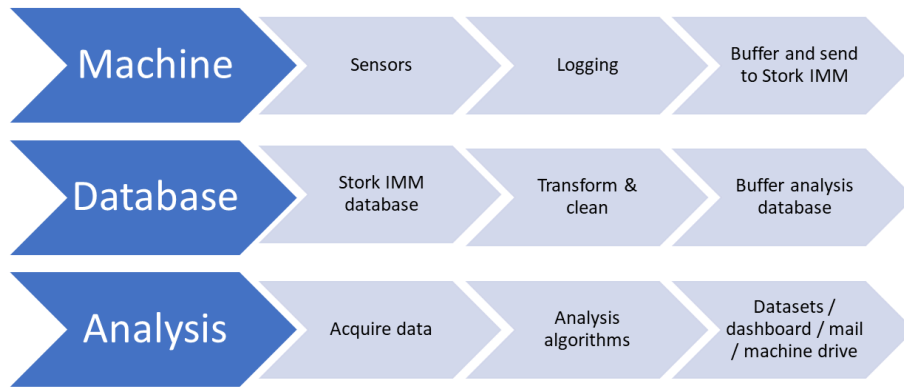 Machine
Sensors
Logging
Buffer and send
to Stork IMM
Database
Stork IMM
database
Transform &
clean
Buffer analysis
database
Analysis
Acquire data
Analysis
algorithms
Datasets /
dashboard / mail
/ machine drive